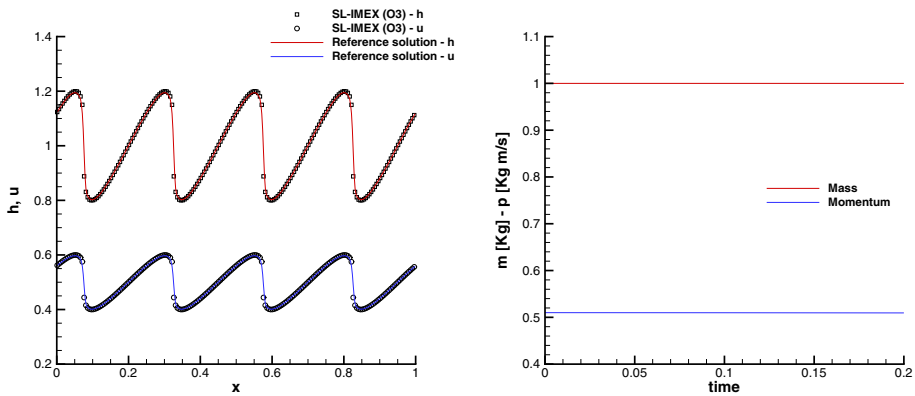 SL-IMEX (O3) - h
SL-IMEX (O3) - u
Reference solution - h
Reference solution - u
h, u
1.4
1.2
1
0.8
0.6
0.4
0.2
0
0.2
0.4
0.6
0.8
1
x
m [Kg] - p [Kg m/s]
1.1
1
0.9
0.8
0.7
0.6
0.5
0.4
Mass
Momentum
0
0.05
0.1
0.15
0.2
time